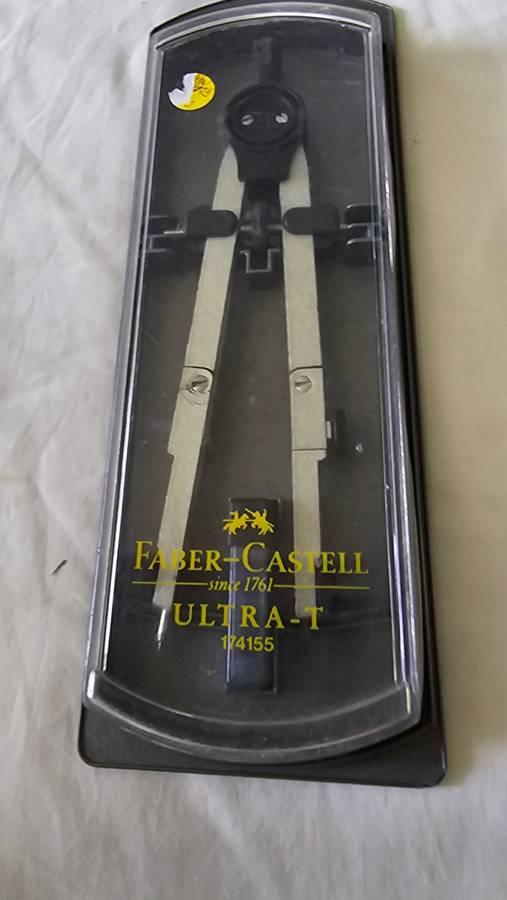 FABER-CASTELL
since 1761
ULTRA-T
174155